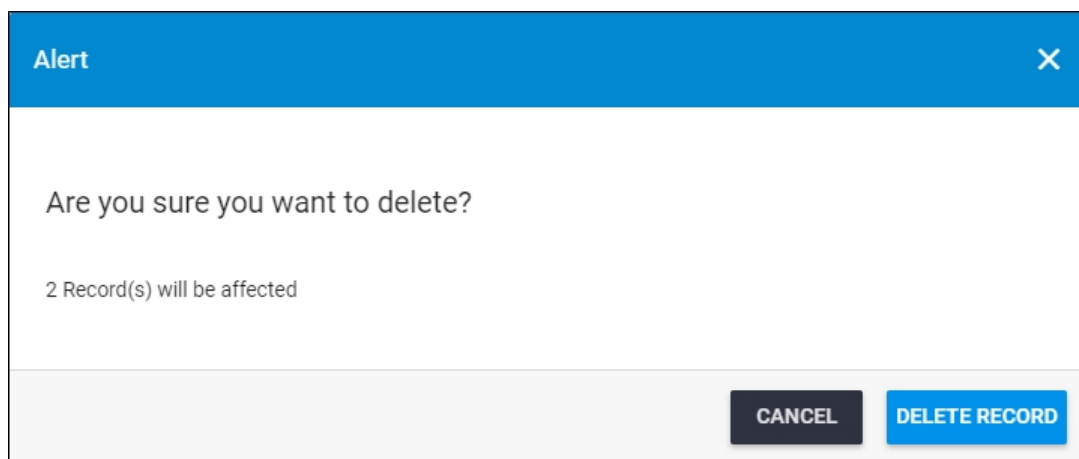 Alert
Are you sure you want to delete?
2 Record(s) will be affected
CANCEL DELETE RECORD